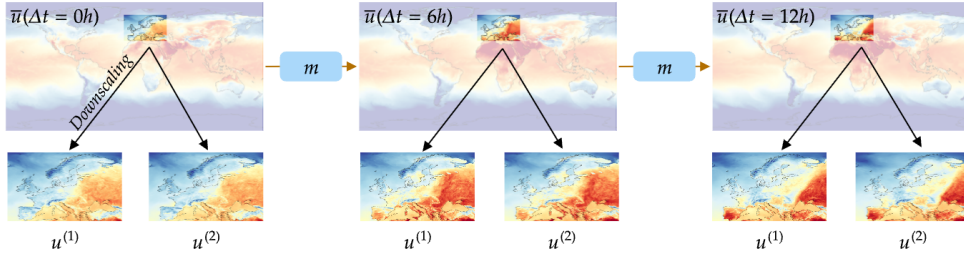 u̅(Δt = 0h)
u̅(Δt = 6h)
u̅(Δt = 12h)
m
m
Downscaling
u⁽¹⁾
u⁽²⁾
u⁽¹⁾
u⁽²⁾
u⁽¹⁾
u⁽²⁾